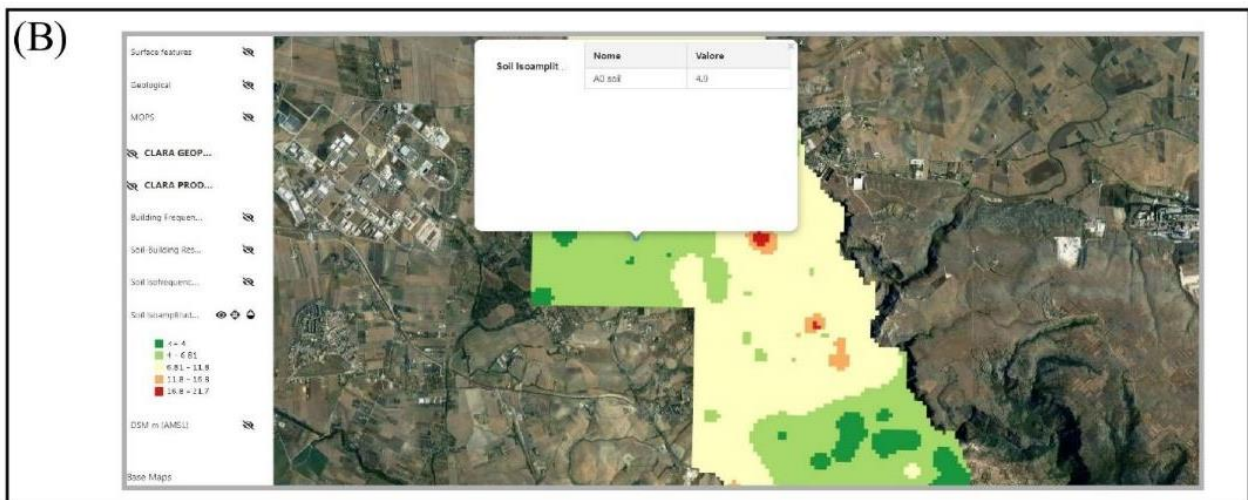 (B)
Surface features
Geological
MOPS
CLARA GEOP...
CLARA PROD...
Building Frequen...
Soil-Building Res...
Soil Isofrequenc...
Soil Isoamplitud...
<= 4
4 - 6.81
6.81 - 11.8
11.8 - 16.8
16.8 - 21.7
DSM m (AMSL)
Base Maps
Soil Isoamplit...
Nome Valore
A0 soil 4.9
×